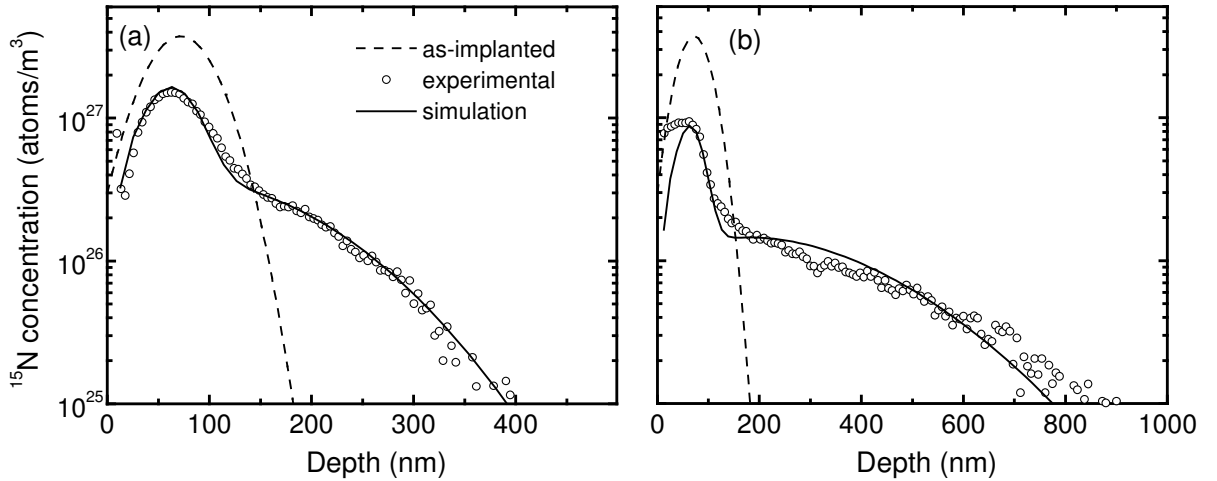 (a)
as-implanted
experimental
simulation
(b)
¹⁵N concentration (atoms/m³)
10²⁷
10²⁶
10²⁵
0 100 200 300 400
0 200 400 600 800 1000
Depth (nm)
Depth (nm)